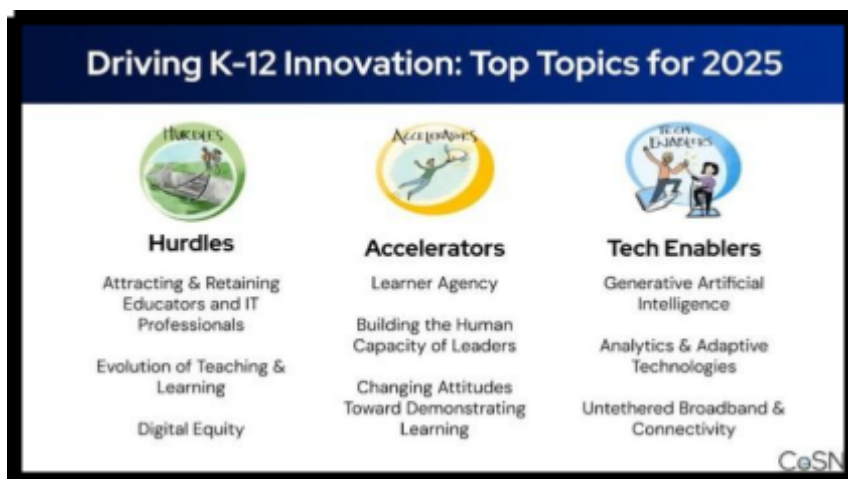 Driving K-12 Innovation: Top Topics for 2025
HURDLES
Hurdles
Attracting & Retaining
Educators and IT
Professionals
Evolution of Teaching &
Learning
Digital Equity
ACCELERATORS
Accelerators
Learner Agency
Building the Human
Capacity of Leaders
Changing Attitudes
Toward Demonstrating
Learning
TECH
ENABLERS
Tech Enablers
Generative Artificial
Intelligence
Analytics & Adaptive
Technologies
Untethered Broadband &
Connectivity
CoSN